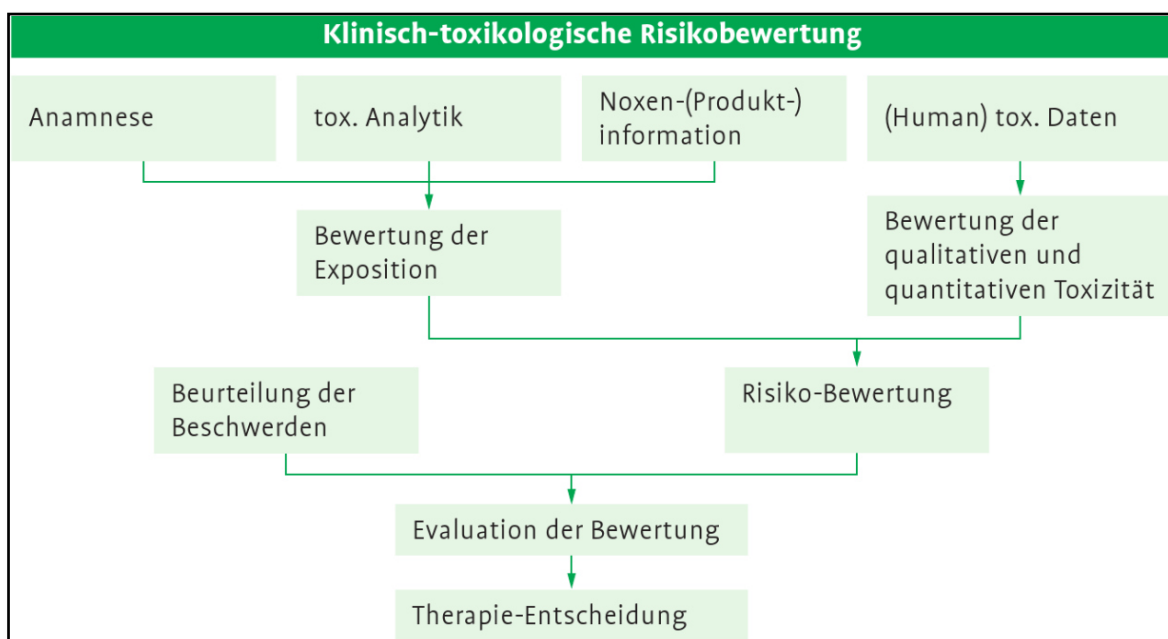 Klinisch-toxikologische Risikobewertung
Anamnese
tox. Analytik
Noxen-(Produkt-)
information
(Human) tox. Daten
Bewertung der
Exposition
Bewertung der
qualitativen und
quantitativen Toxizität
Beurteilung der
Beschwerden
Risiko-Bewertung
Evaluation der Bewertung
Therapie-Entscheidung